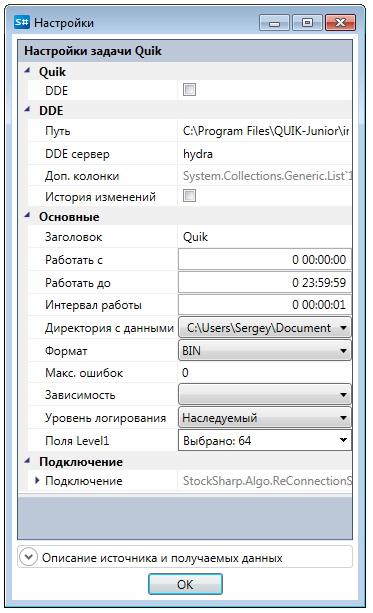 S# Настройки
Настройки задачи Quik
Quik
DDE
DDE
Путь C:\Program Files\QUIK-Junior\ir
DDE сервер hydra
Доп. колонки System.Collections.Generic.List`1
История изменений
Основные
Заголовок Quik
Работать с 0 00:00:00
Работать до 0 23:59:59
Интервал работы 0 00:00:01
Директория с данными C:\Users\Sergey\Document
Формат BIN
Макс. ошибок 0
Зависимость
Уровень логирования Наследуемый
Поля Level1 Выбрано: 64
Подключение
Подключение StockSharp.Algo.ReConnectionS
Описание источника и получаемых данных
OK